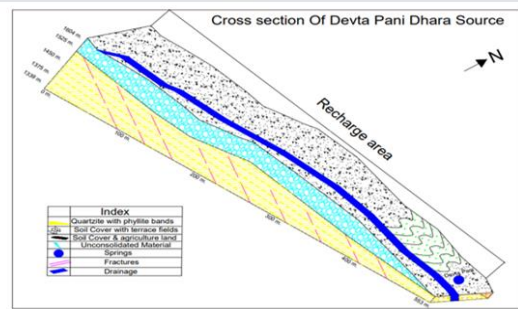 Cross section Of Devta Pani Dhara Source
N
Recharge area
1604 m.
1525 m.
1450 m.
1375 m.
0 m.
100 m.
200 m.
300 m.
400 m.
Index
Quartzite with phyllite bands
Soil Cover with terrace fields
Soil Cover & agriculture land
Unconsolidated Material
Springs
Fractures
Drainage